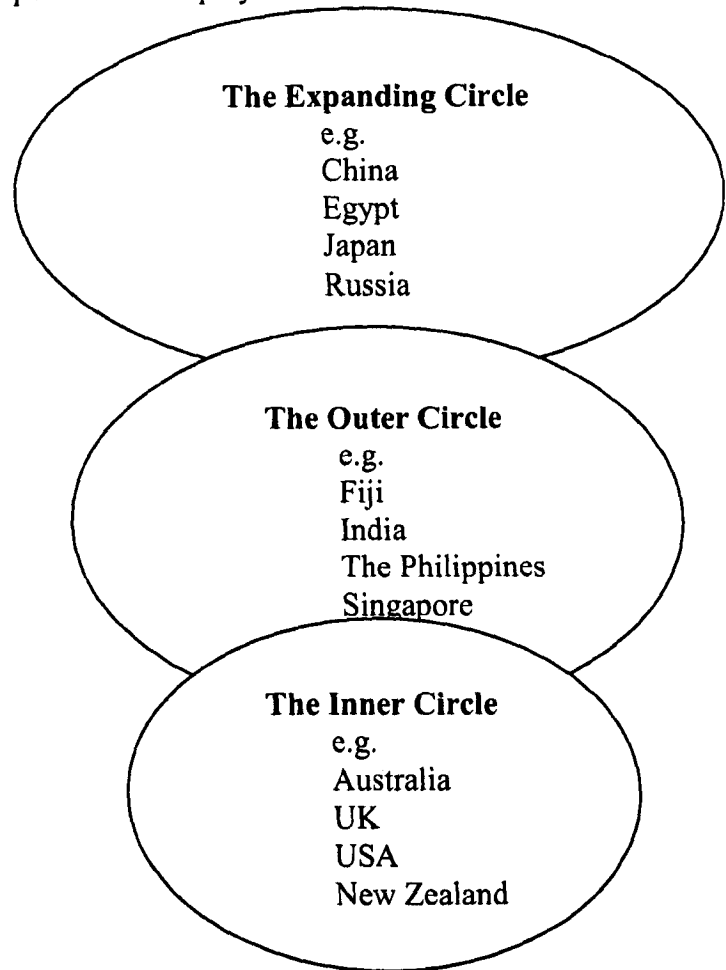 The Expanding Circle
e.g.
China
Egypt
Japan
Russia
The Outer Circle
e.g.
Fiji
India
The Philippines
Singapore
The Inner Circle
e.g.
Australia
UK
USA
New Zealand